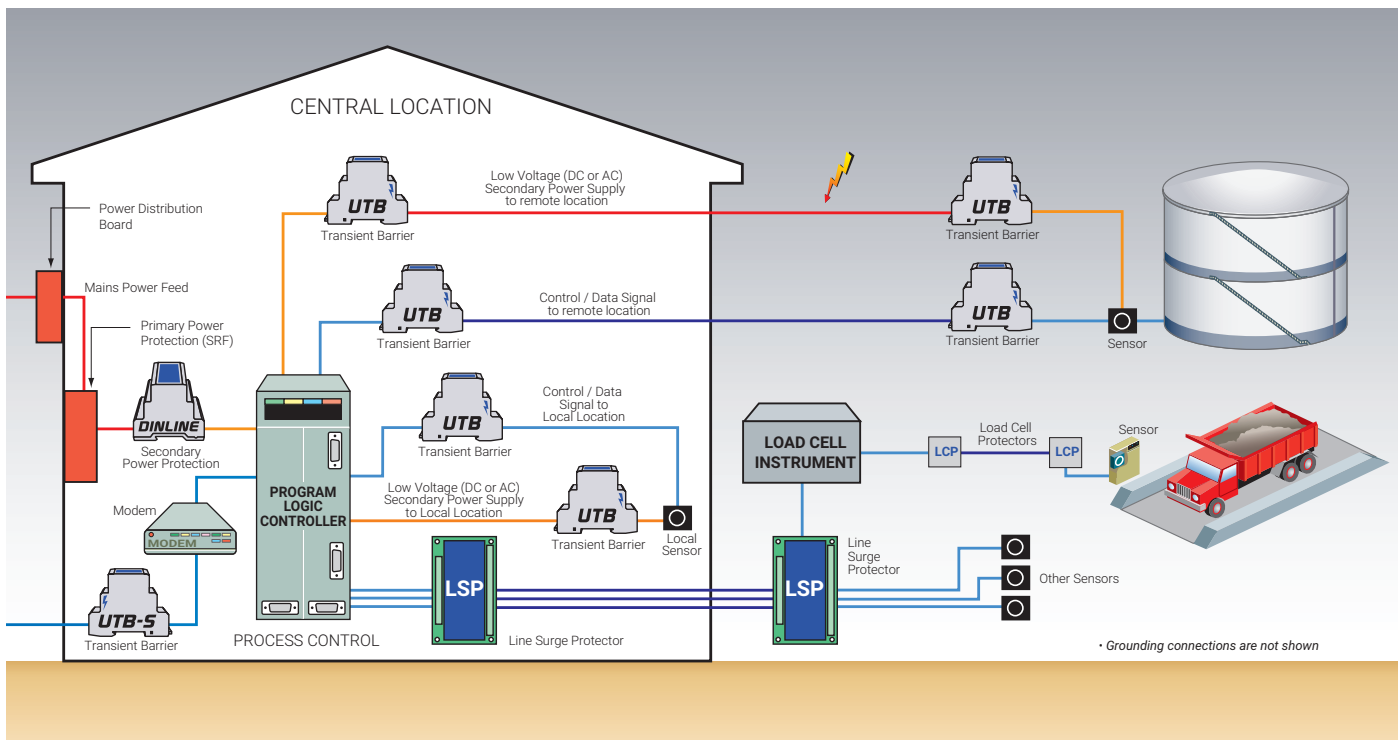 CENTRAL LOCATION
UTB
Transient Barrier
Low Voltage (DC or AC)
Secondary Power Supply
to remote location
UTB
Transient Barrier
Power Distribution
Board
Mains Power Feed
UTB
Transient Barrier
Control / Data Signal
to remote location
UTB
Transient Barrier
Sensor
Primary Power
Protection (SRF)
DINLINE
Secondary
Power Protection
UTB
Transient Barrier
Control / Data
Signal to
Local Location
LOAD CELL
INSTRUMENT
Load Cell
Protectors
LCP
LCP
Sensor
PROGRAM
LOGIC
CONTROLLER
Low Voltage (DC or AC)
Secondary Power Supply
to Local Location
UTB
Transient Barrier
Local
Sensor
Modem
MODEM
LSP
Line Surge Protector
LSP
Line
Surge
Protector
Other Sensors
UTB-S
Transient Barrier
PROCESS CONTROL
• Grounding connections are not shown